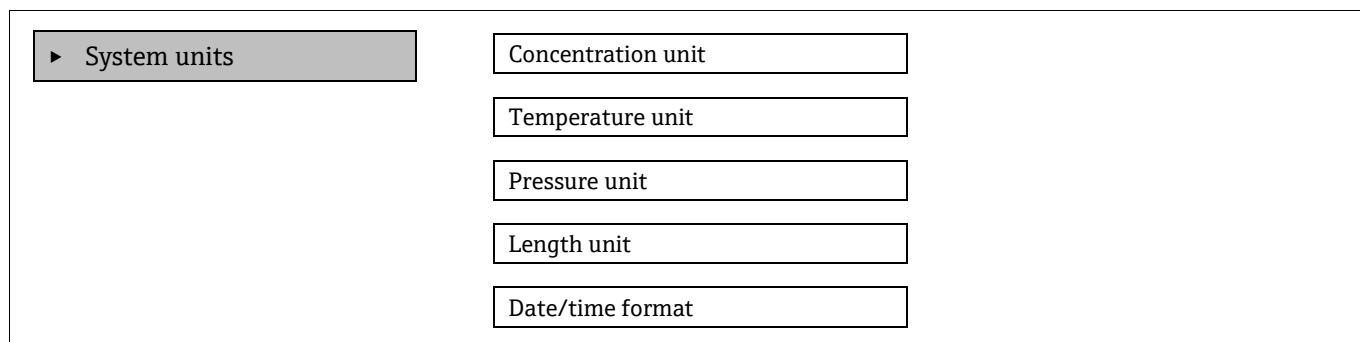 ▸ System units
Concentration unit
Temperature unit
Pressure unit
Length unit
Date/time format